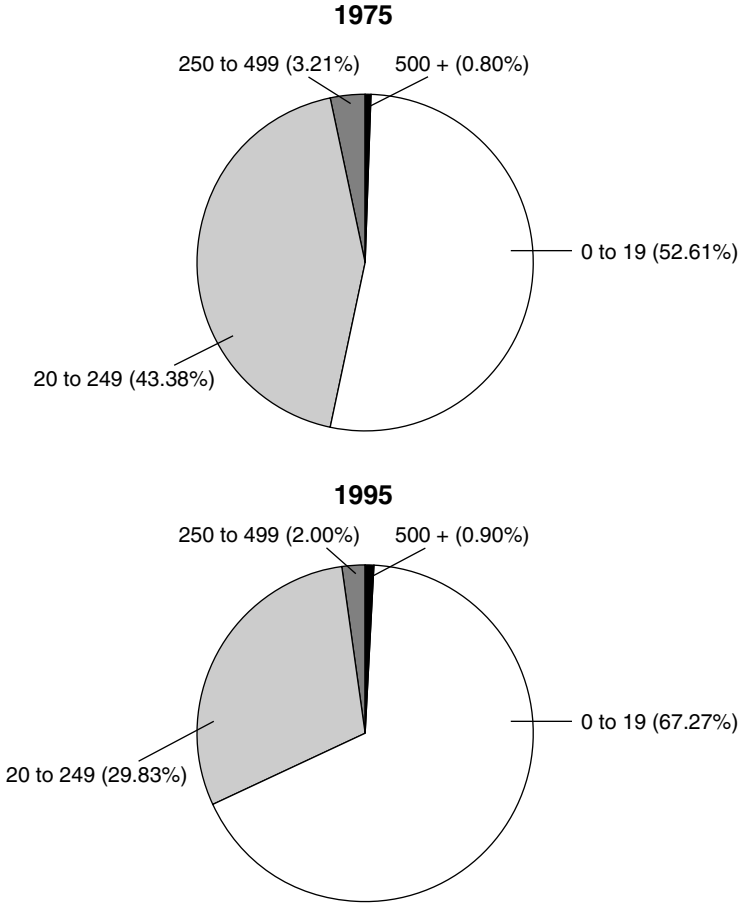 1975
250 to 499 (3.21%)
500 + (0.80%)
0 to 19 (52.61%)
20 to 249 (43.38%)
1995
250 to 499 (2.00%)
500 + (0.90%)
0 to 19 (67.27%)
20 to 249 (29.83%)